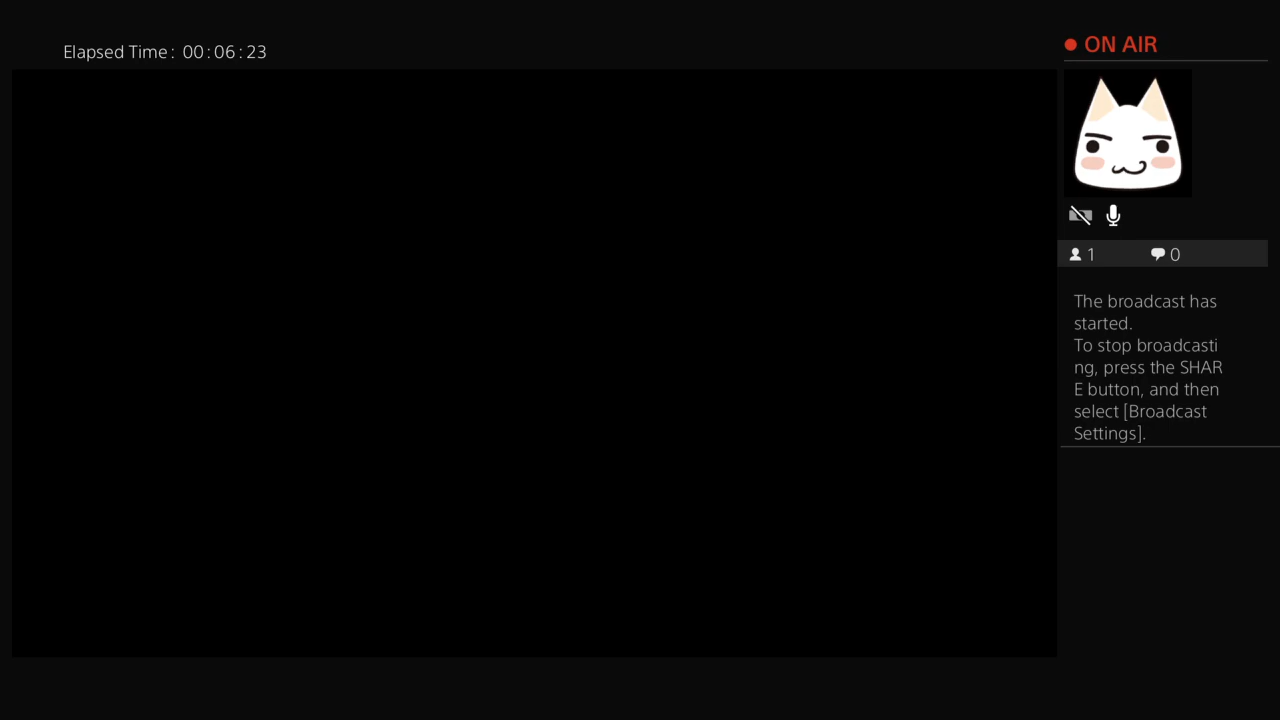 Elapsed Time: 00:06:23
ON AIR
1
0
The broadcast has
started.
To stop broadcasti
ng, press the SHAR
E button, and then
select [Broadcast
Settings].